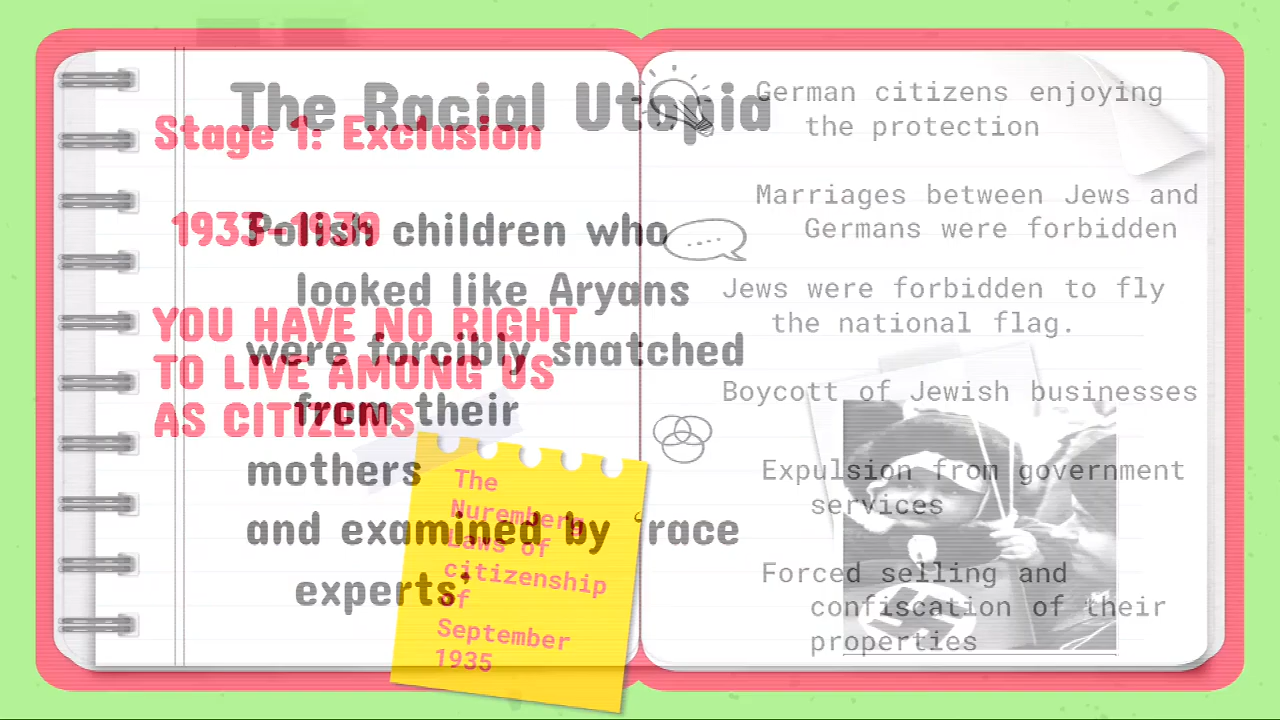 The Racial Utopia
Polish children who
looked like Aryans
were forcibly snatched
from their
mothers
and examined by ‘race
experts’
Stage 1: Exclusion
1933-1939
YOU HAVE NO RIGHT
TO LIVE AMONG US
AS CITIZENS
The
Nuremberg
Laws of
citizenship
of
September
1935
German citizens enjoying
the protection
Marriages between Jews and
Germans were forbidden
Jews were forbidden to fly
the national flag.
Boycott of Jewish businesses
Expulsion from government
services
Forced selling and
confiscation of their
properties